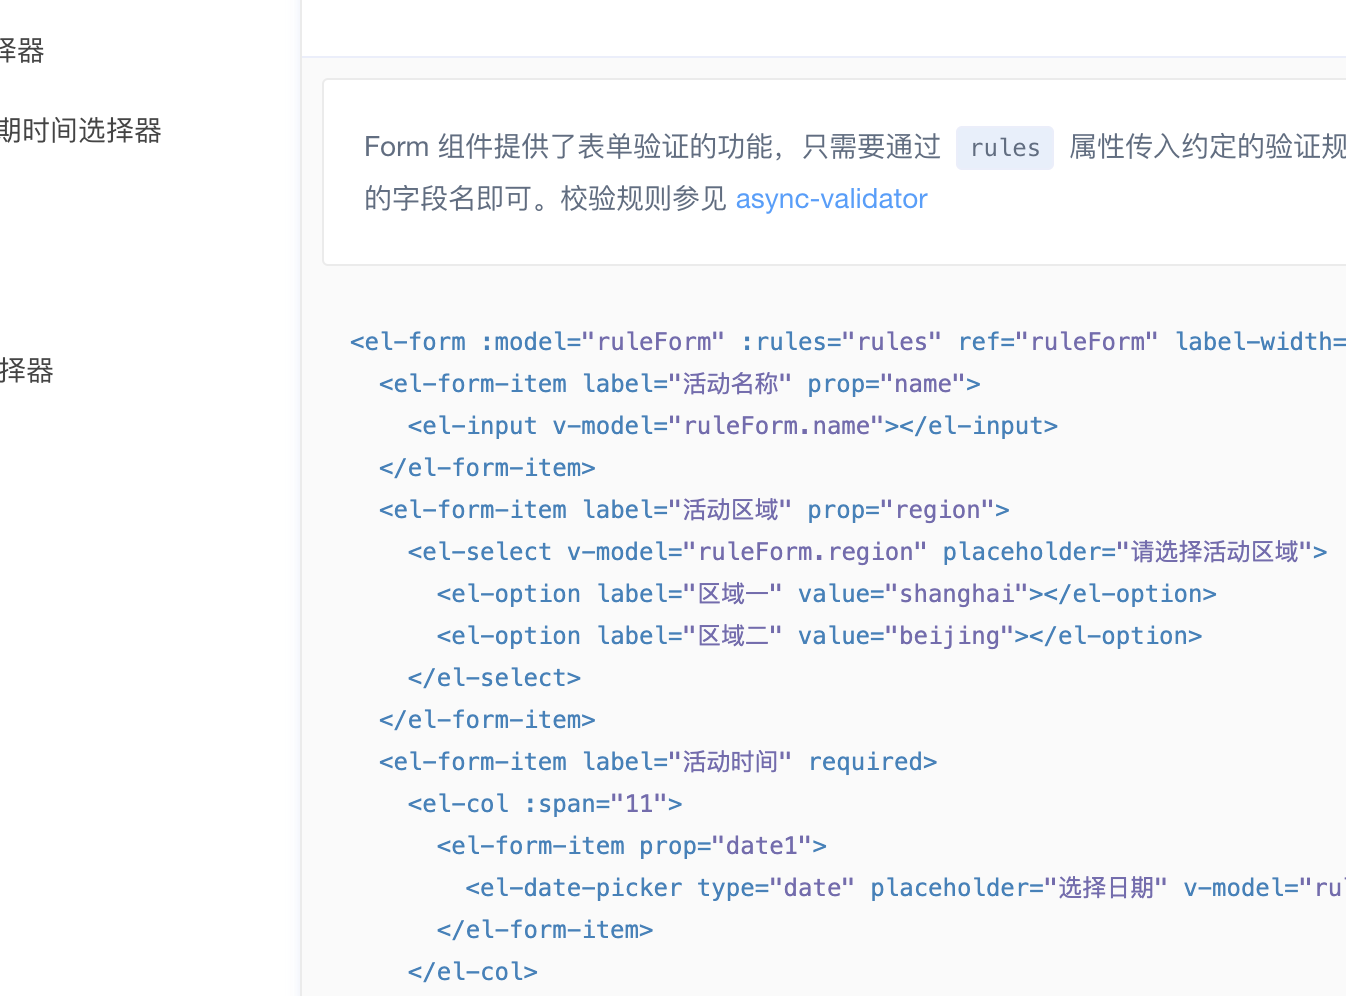 择器
期时间选择器
择器
Form 组件提供了表单验证的功能，只需要通过 rules 属性传入约定的验证规
的字段名即可。校验规则参见 async-validator
<el-form :model="ruleForm" :rules="rules" ref="ruleForm" label-width=
<el-form-item label="活动名称" prop="name">
<el-input v-model="ruleForm.name"></el-input>
</el-form-item>
<el-form-item label="活动区域" prop="region">
<el-select v-model="ruleForm.region" placeholder="请选择活动区域">
<el-option label="区域一" value="shanghai"></el-option>
<el-option label="区域二" value="beijing"></el-option>
</el-select>
</el-form-item>
<el-form-item label="活动时间" required>
<el-col :span="11">
<el-form-item prop="date1">
<el-date-picker type="date" placeholder="选择日期" v-model="ru
</el-form-item>
</el-col>